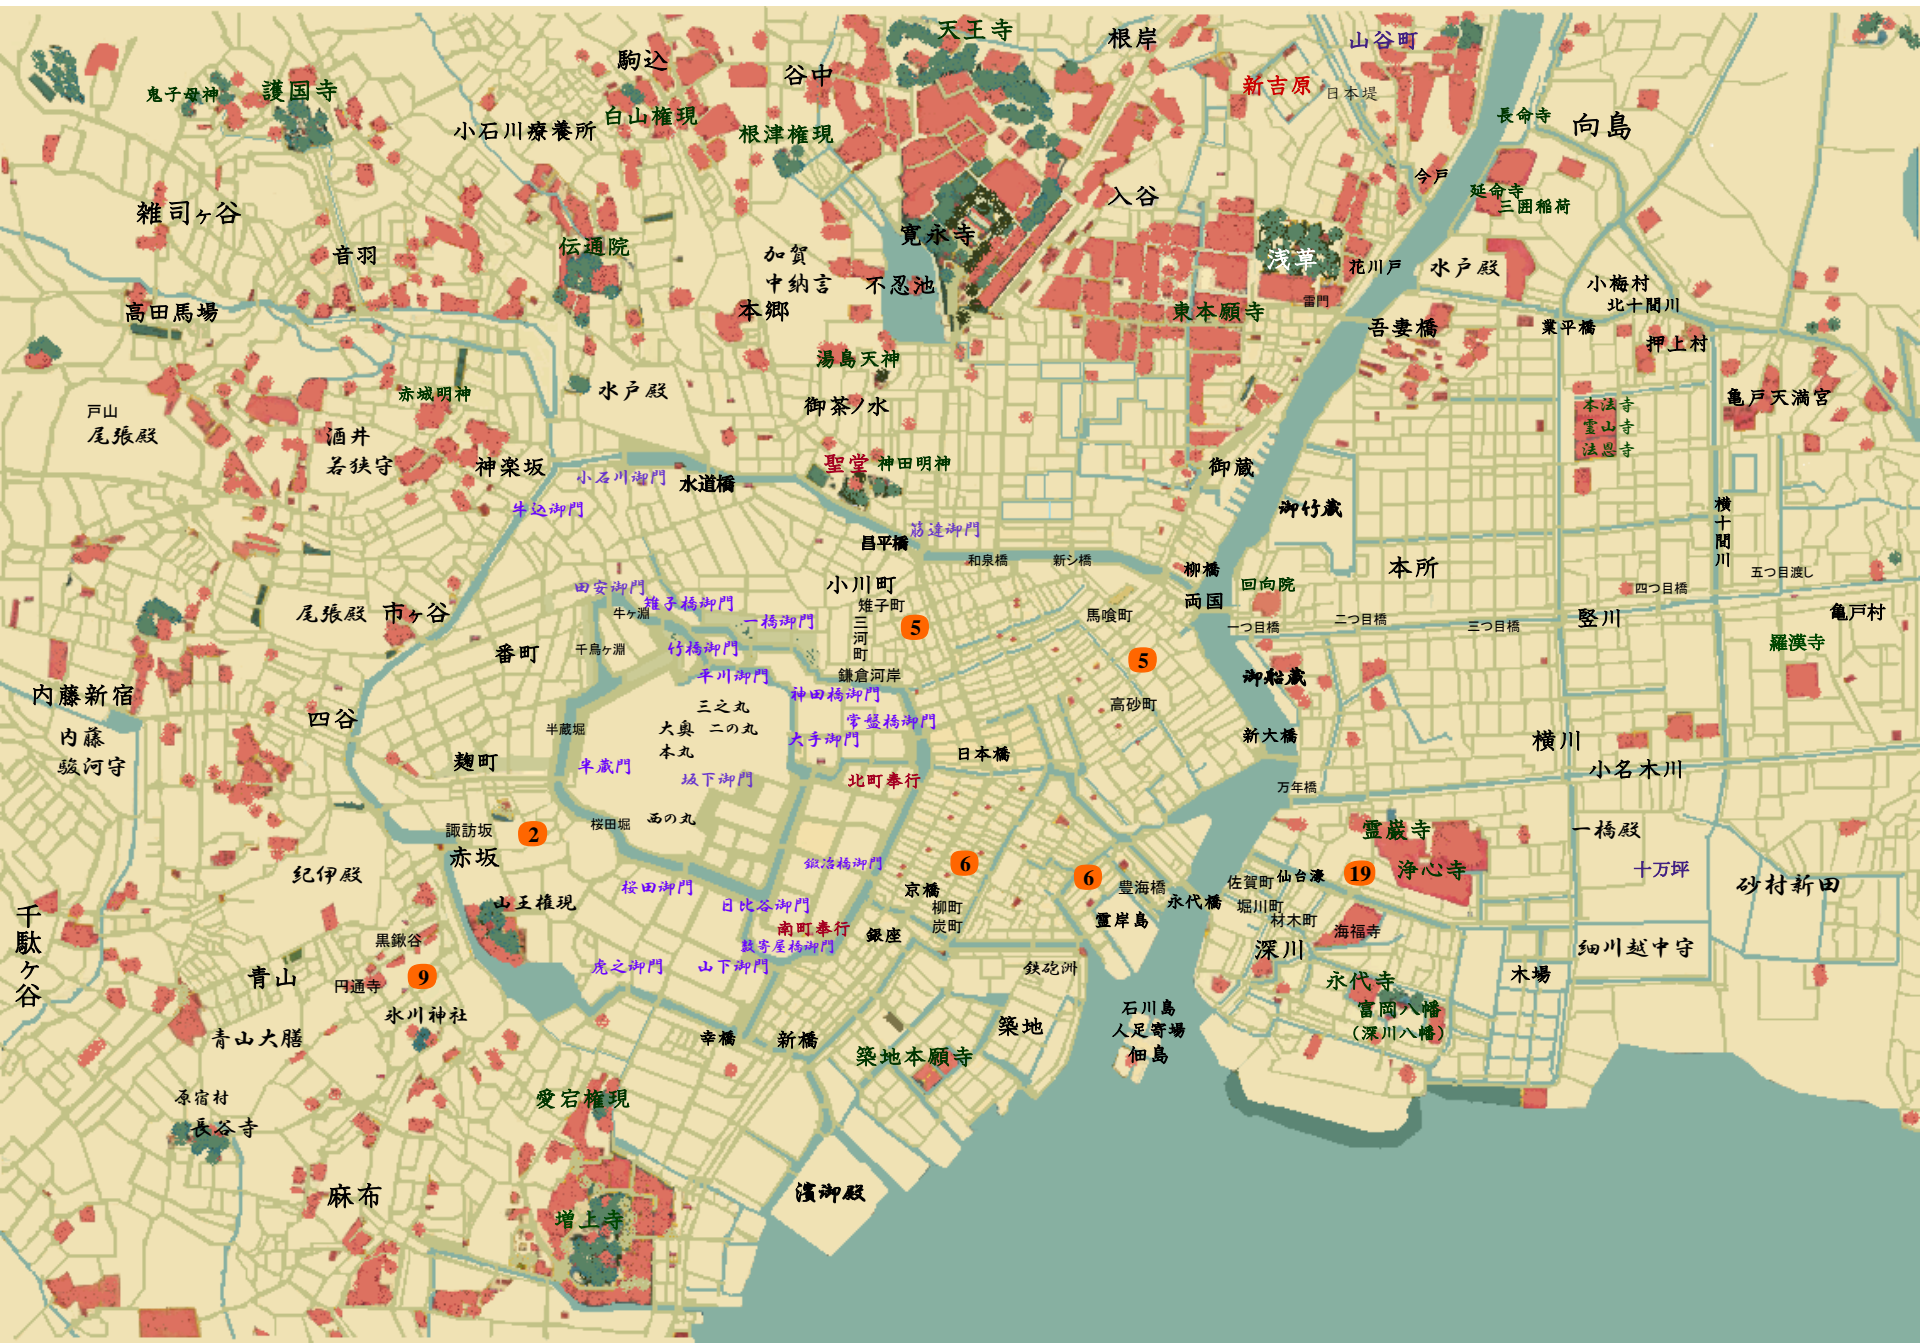 天王寺
根岸
山谷町
駒込
谷中
鬼子母神
護国寺
新吉原
日本堤
白山権現
小石川療養所
根津権現
長命寺
向島
今戸
入谷
延命寺
三囲稲荷
雑司ヶ谷
音羽
伝通院
加賀
中納言
寛永寺
浅草
花川戸
水戸殿
不忍池
本郷
小梅村
北十間川
高田馬場
東本願寺
雷門
吾妻橋
業平橋
押上村
湯島天神
赤城明神
水戸殿
御茶ノ水
亀戸天満宮
本法寺
霊山寺
法恩寺
戸山
尾張殿
酒井
若狭守
神楽坂
聖堂
神田明神
御蔵
小石川御門
水道橋
牛込御門
御竹蔵
横十間川
筋違御門
昌平橋
和泉橋
新シ橋
柳橋
本所
五つ目渡し
田安御門
小川町
回向院
四つ目橋
両国
尾張殿
市ヶ谷
牛ヶ淵
雉子橋御門
雉子町
三河町
一橋御門
5
馬喰町
一つ目橋
二つ目橋
三つ目橋
竪川
亀戸村
羅漢寺
番町
千鳥ヶ淵
竹橋御門
5
平川御門
鎌倉河岸
御船蔵
内藤新宿
神田橋御門
四谷
三之丸
高砂町
常盤橋御門
半蔵堀
大奥
二の丸
大手御門
新大橋
横川
内藤
駿河守
本丸
日本橋
麹町
半蔵門
坂下御門
北町奉行
小名木川
万年橋
諏訪坂
2
桜田堀
西の丸
霊巌寺
一橋殿
赤坂
鍛冶橋御門
6
6
19
浄心寺
十万坪
砂村新田
紀伊殿
桜田御門
京橋
豊海橋
佐賀町
仙台濠
山王権現
日比谷御門
柳町
永代橋
堀川町
千駄ヶ谷
南町奉行
銀座
炭町
霊岸島
材木町
海福寺
黒鍬谷
数寄屋橋御門
深川
細川越中守
青山
9
円通寺
虎之御門
山下御門
鉄砲洲
永代寺
木場
氷川神社
石川島
人足寄場
佃島
富岡八幡
(深川八幡)
青山大膳
幸橋
新橋
築地
築地本願寺
原宿村
長谷寺
愛宕権現
麻布
濱御殿
増上寺